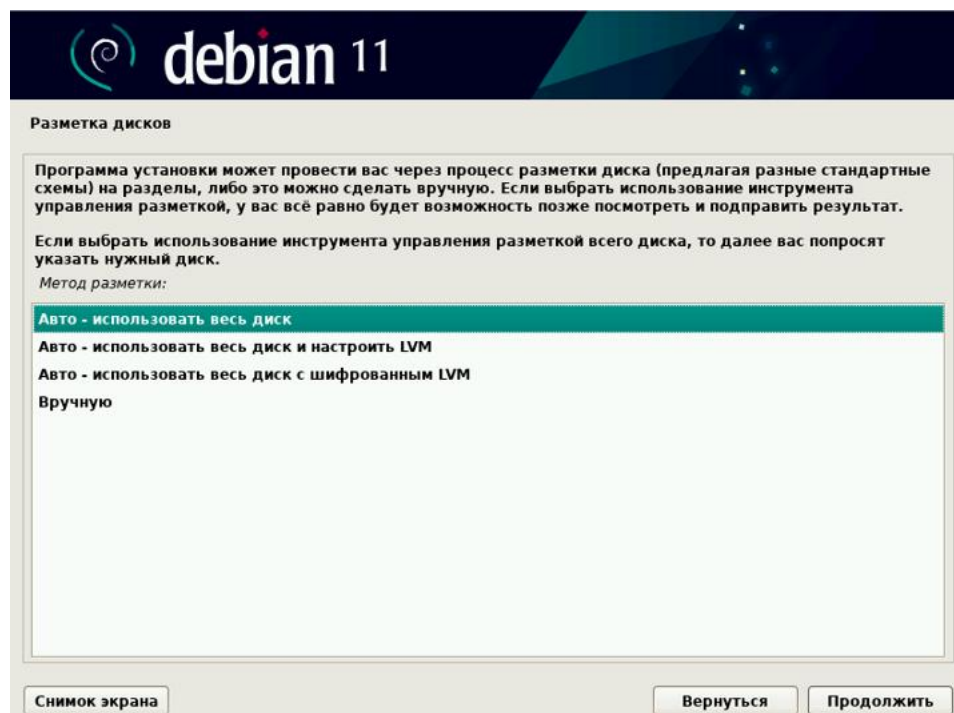 debian 11
Разметка дисков
Программа установки может провести вас через процесс разметки диска (предлагая разные стандартные
схемы) на разделы, либо это можно сделать вручную. Если выбрать использование инструмента
управления разметкой, у вас всё равно будет возможность позже посмотреть и подправить результат.
Если выбрать использование инструмента управления разметкой всего диска, то далее вас попросят
указать нужный диск.
Метод разметки:
Авто - использовать весь диск
Авто - использовать весь диск и настроить LVM
Авто - использовать весь диск с шифрованным LVM
Вручную
Снимок экрана
Вернуться
Продолжить